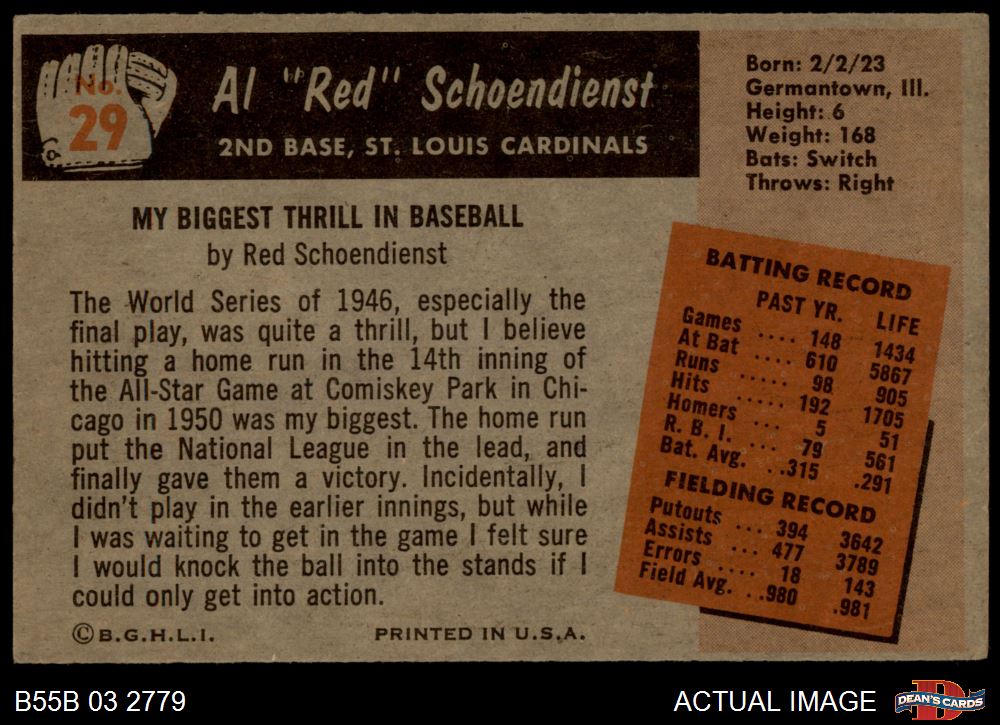 No.
29
Al "Red" Schoendienst
2ND BASE, ST. LOUIS CARDINALS
Born: 2/2/23
Germantown, Ill.
Height: 6
Weight: 168
Bats: Switch
Throws: Right
MY BIGGEST THRILL IN BASEBALL
by Red Schoendienst
The World Series of 1946, especially the
final play, was quite a thrill, but I believe
hitting a home run in the 14th inning of
the All-Star Game at Comiskey Park in Chi-
cago in 1950 was my biggest. The home run
put the National League in the lead, and
finally gave them a victory. Incidentally, I
didn't play in the earlier innings, but while
I was waiting to get in the game I felt sure
I would knock the ball into the stands if I
could only get into action.
© B.G.H.L.I.
PRINTED IN U.S.A.
BATTING RECORD
PAST YR. LIFE
Games .... 148 1434
At Bat .... 610 5867
Runs ..... 98 905
Hits ..... 192 1705
Homers ... 5 51
R. B. I. ... 79 561
Bat. Avg. ..315 .291
FIELDING RECORD
Putouts ... 394 3642
Assists ... 477 3789
Errors .... 18 143
Field Avg. ..980 .981
B55B 03 2779
ACTUAL IMAGE
D
DEAN'S CARDS